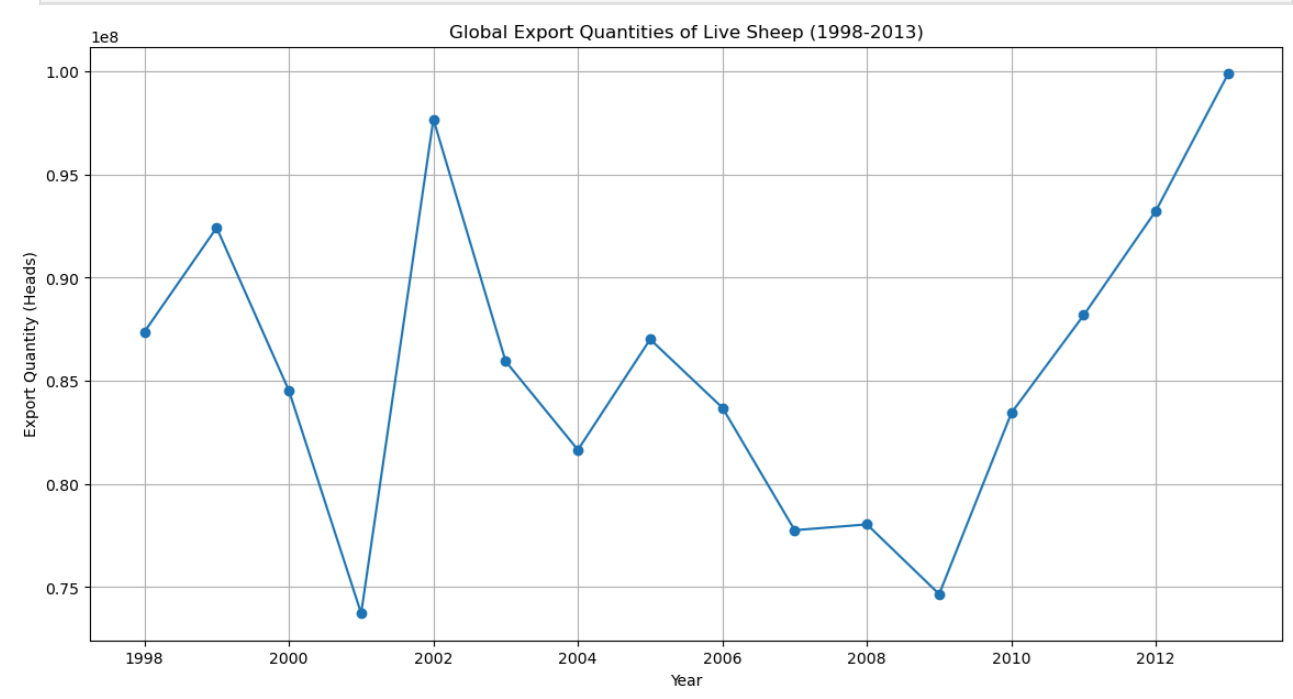 Global Export Quantities of Live Sheep (1998-2013)
1e8
1.00
0.95
0.90
0.85
0.80
0.75
Export Quantity (Heads)
1998 2000 2002 2004 2006 2008 2010 2012
Year